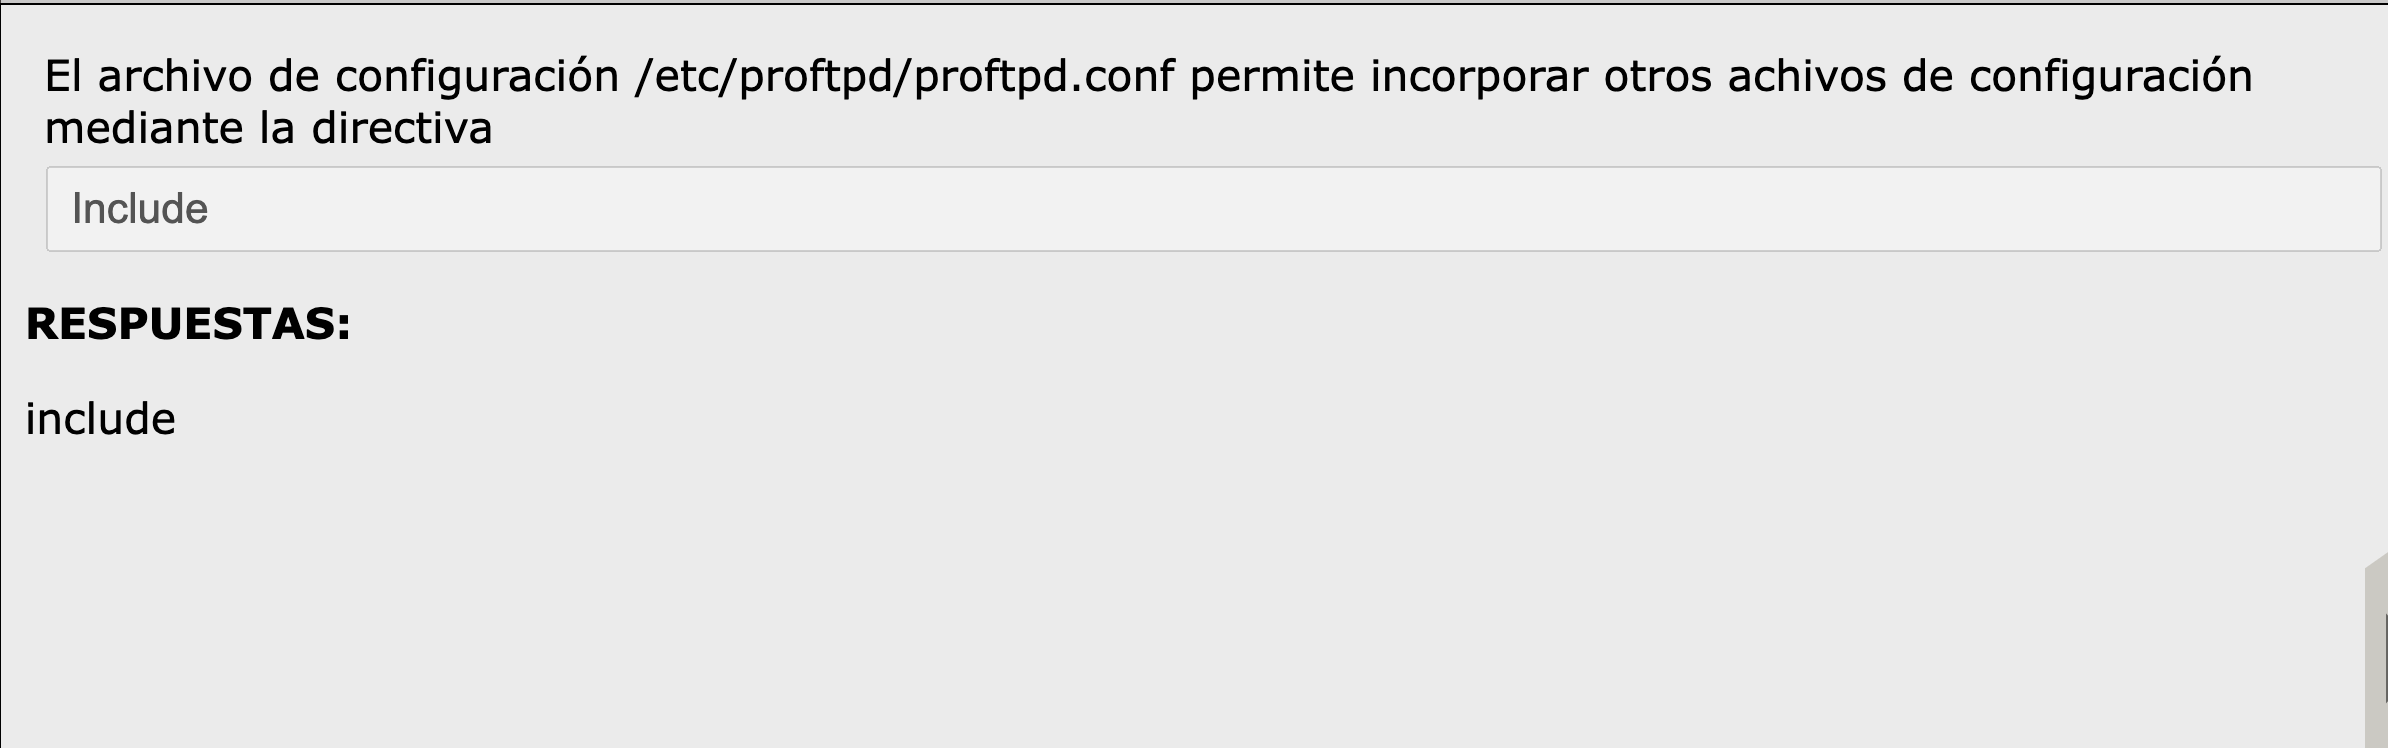 El archivo de configuración /etc/proftpd/proftpd.conf permite incorporar otros achivos de configuración
mediante la directiva
Include
RESPUESTAS:
include